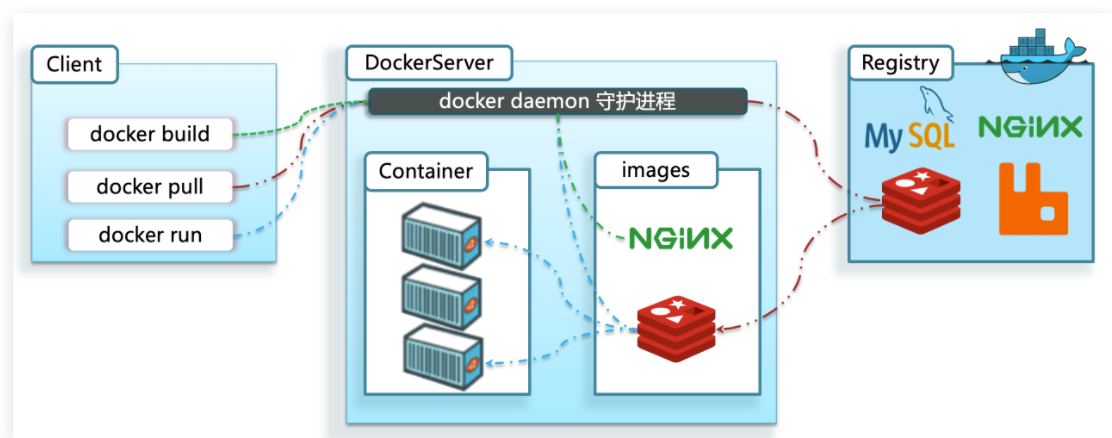 Client
docker build
docker pull
docker run
DockerServer
docker daemon 守护进程
Container
images
NGINX
Registry
MySQL
NGINX